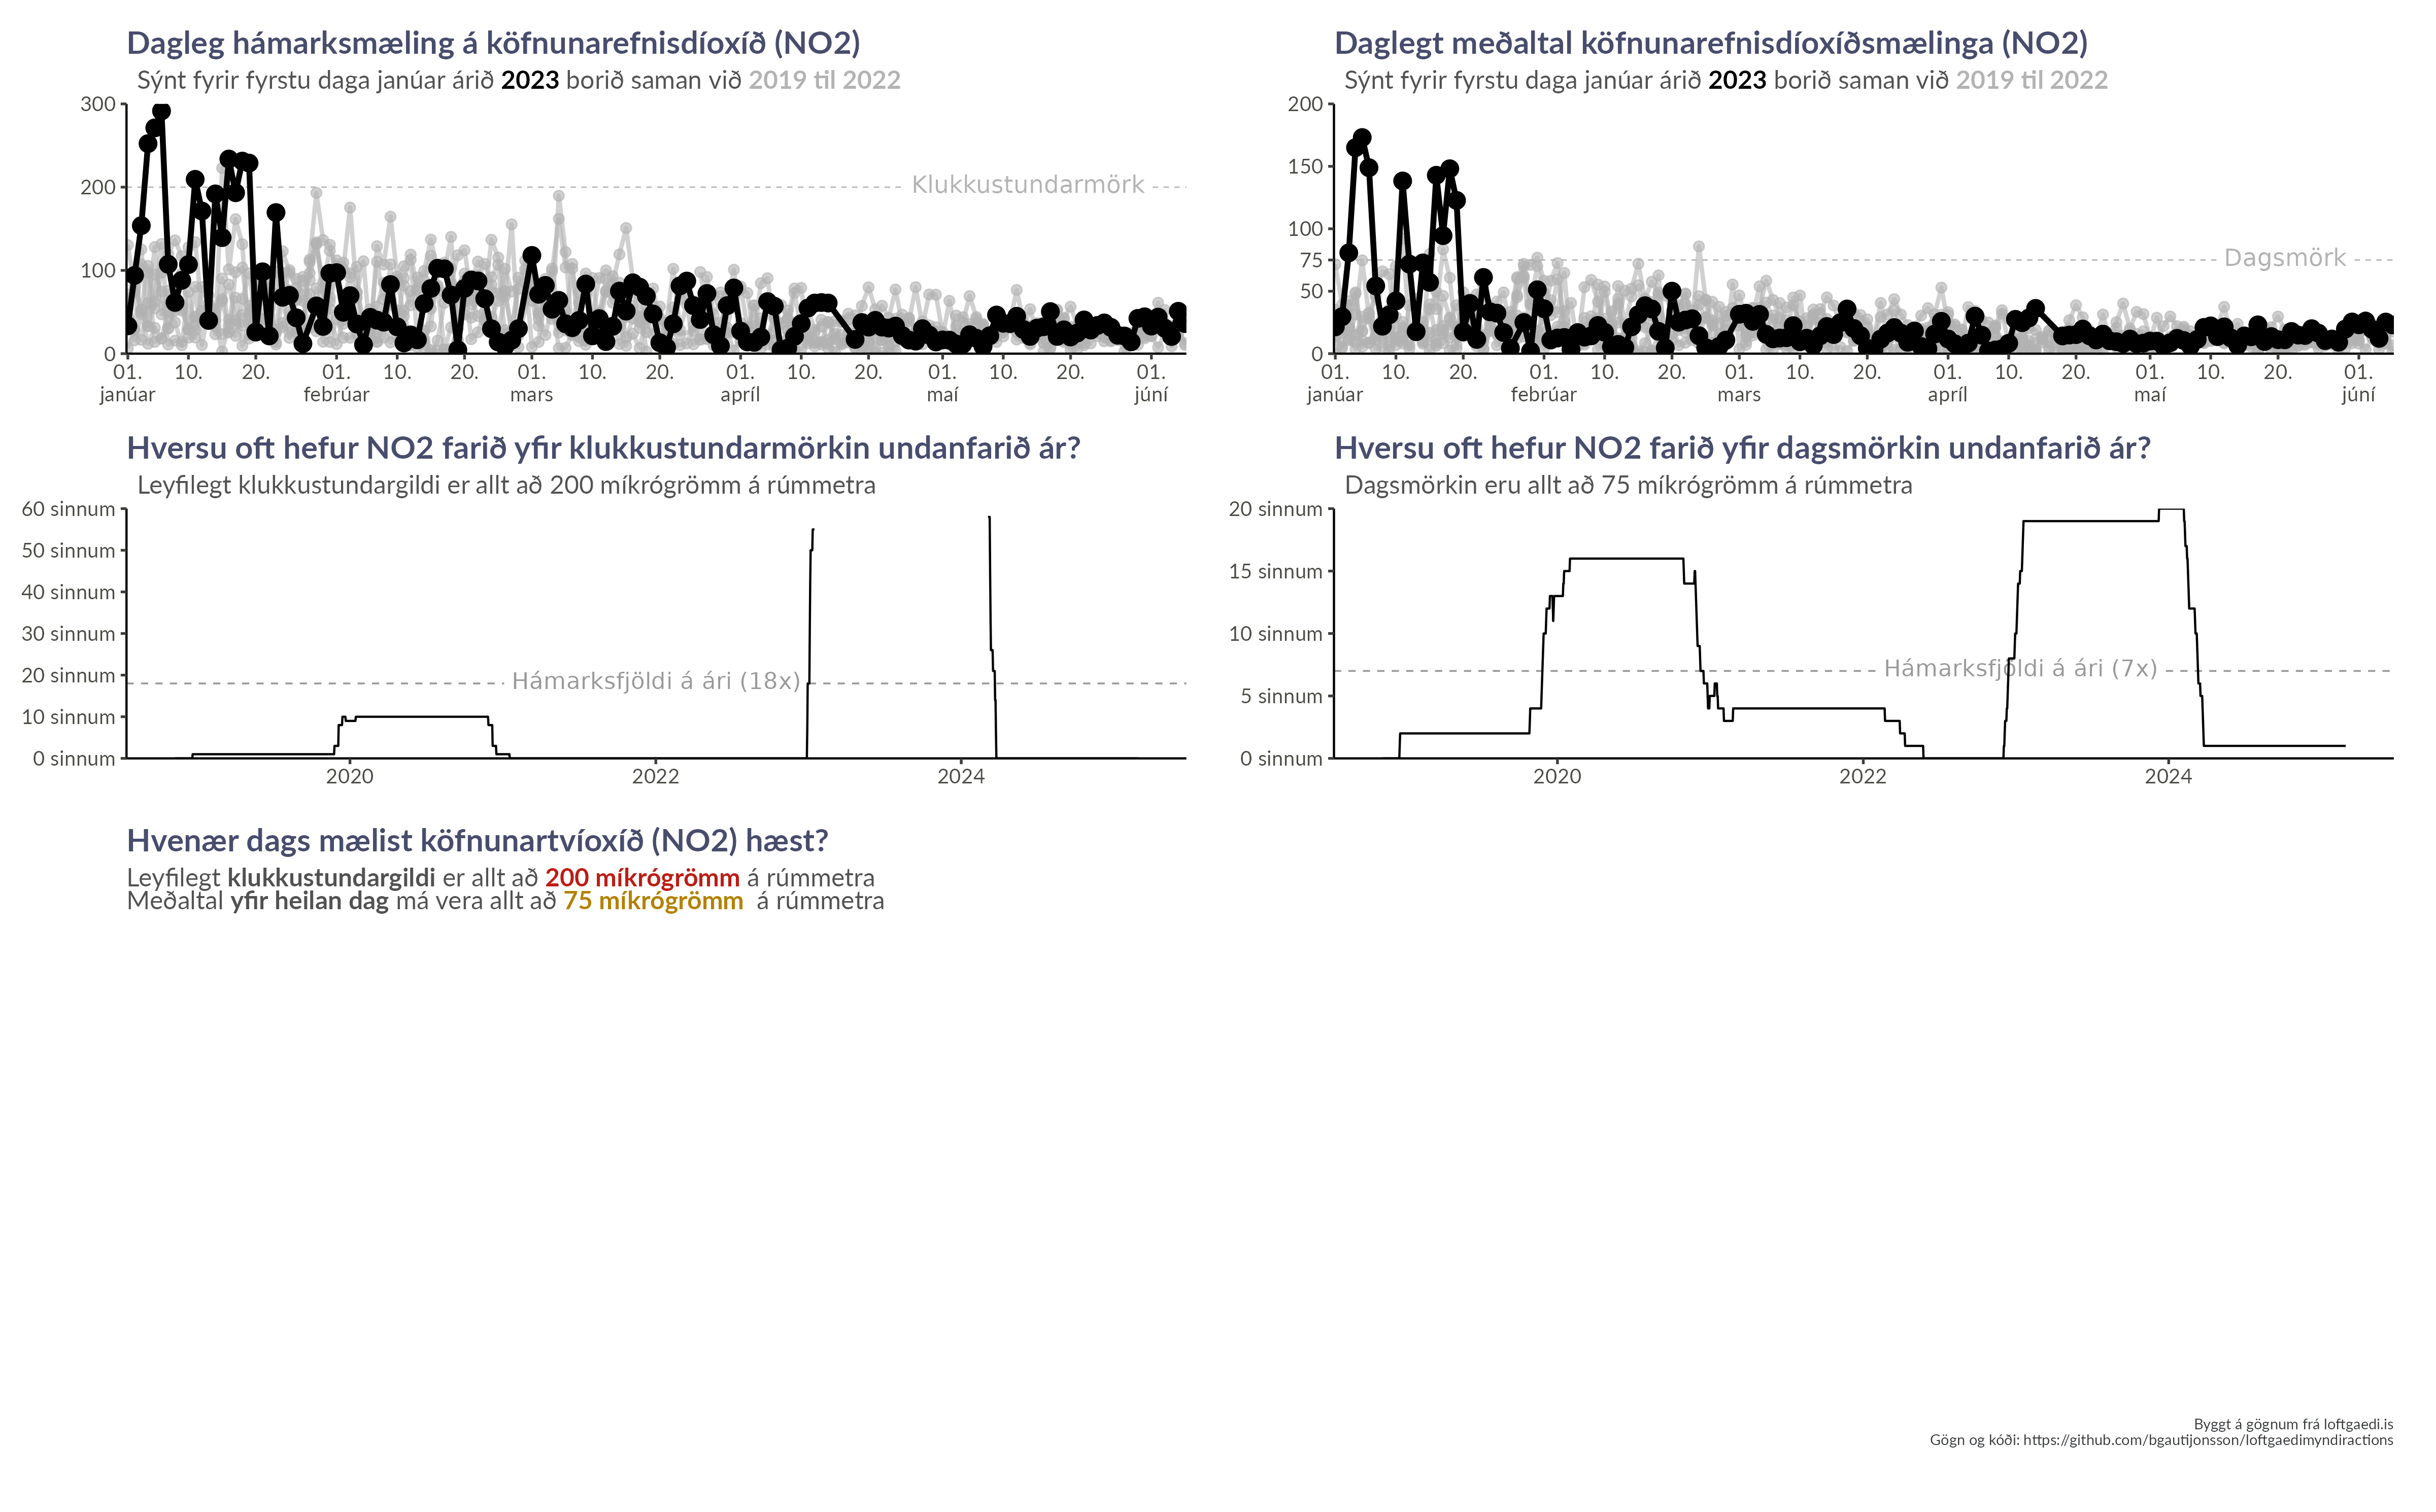 Dagleg hámarksmæling á köfnunarefnisdíoxíð (NO2)
Sýnt fyrir fyrstu daga janúar árið 2023 borið saman við 2019 til 2022
300
200
100
0
Klukkustundarmörk
01. 10. 20. 01. 10. 20. 01. 10. 20. 01. 10. 20. 01. 10. 20. 01.
janúar febrúar mars apríl maí júní
Daglegt meðaltal köfnunarefnisdíoxíðsmælinga (NO2)
Sýnt fyrir fyrstu daga janúar árið 2023 borið saman við 2019 til 2022
200
150
100
75
50
0
Dagsmörk
01. 10. 20. 01. 10. 20. 01. 10. 20. 01. 10. 20. 01. 10. 20. 01.
janúar febrúar mars apríl maí júní
Hversu oft hefur NO2 farið yfir klukkustundarmörkin undanfarið ár?
Leyfilegt klukkustundargildi er allt að 200 míkrógrömm á rúmmetra
60 sinnum
50 sinnum
40 sinnum
30 sinnum
20 sinnum
10 sinnum
0 sinnum
Hámarksfjöldi á ári (18x)
2020 2022 2024
Hversu oft hefur NO2 farið yfir dagsmörkin undanfarið ár?
Dagsmörkin eru allt að 75 míkrógrömm á rúmmetra
20 sinnum
15 sinnum
10 sinnum
5 sinnum
0 sinnum
Hámarksfjöldi á ári (7x)
2020 2022 2024
Hvenær dags mælist köfnunartvíoxíð (NO2) hæst?
Leyfilegt klukkustundargildi er allt að 200 míkrógrömm á rúmmetra
Meðaltal yfir heilan dag má vera allt að 75 míkrógrömm á rúmmetra
Byggt á gögnum frá loftgaedi.is
Gögn og kóði: https://github.com/bgautijonsson/loftgaedimyndiractions